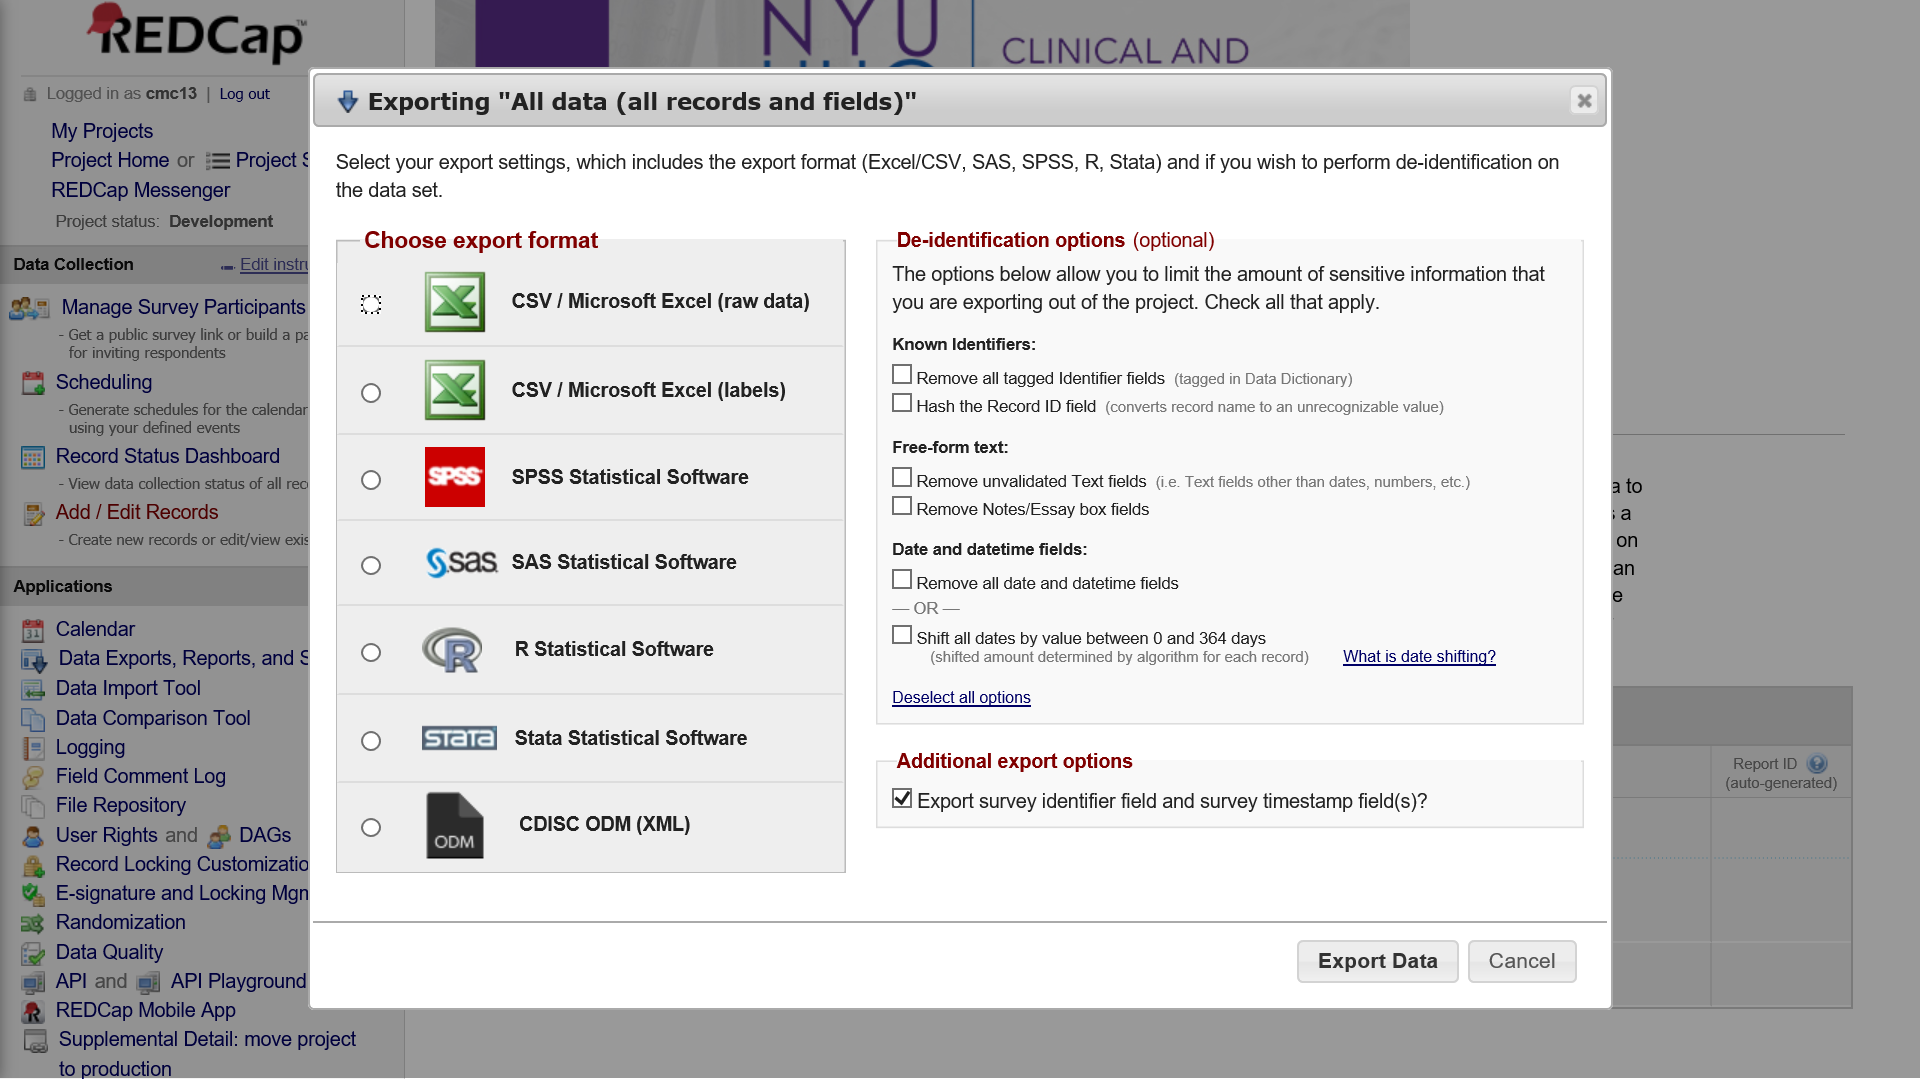 REDCap™
NYU
CLINICAL AND
Logged in as cmc13 | Log out
My Projects
Project Home or Project S
REDCap Messenger
Project status: Development
Data Collection
Edit instru
Manage Survey Participants
- Get a public survey link or build a pa
for inviting respondents
Scheduling
- Generate schedules for the calendar
using your defined events
Record Status Dashboard
- View data collection status of all rec
Add / Edit Records
- Create new records or edit/view exis
Applications
Calendar
Data Exports, Reports, and S
Data Import Tool
Data Comparison Tool
Logging
Field Comment Log
File Repository
User Rights and DAGs
Record Locking Customizatio
E-signature and Locking Mgm
Randomization
Data Quality
API and API Playground
REDCap Mobile App
Supplemental Detail: move project
to production
Exporting "All data (all records and fields)"
Select your export settings, which includes the export format (Excel/CSV, SAS, SPSS, R, Stata) and if you wish to perform de-identification on
the data set.
Choose export format
CSV / Microsoft Excel (raw data)
CSV / Microsoft Excel (labels)
SPSS SPSS Statistical Software
sas SAS Statistical Software
R R Statistical Software
STATA Stata Statistical Software
ODM CDISC ODM (XML)
De-identification options (optional)
The options below allow you to limit the amount of sensitive information that
you are exporting out of the project. Check all that apply.
Known Identifiers:
Remove all tagged Identifier fields (tagged in Data Dictionary)
Hash the Record ID field (converts record name to an unrecognizable value)
Free-form text:
Remove unvalidated Text fields (i.e. Text fields other than dates, numbers, etc.)
Remove Notes/Essay box fields
Date and datetime fields:
Remove all date and datetime fields
— OR —
Shift all dates by value between 0 and 364 days
(shifted amount determined by algorithm for each record) What is date shifting?
Deselect all options
Additional export options
Export survey identifier field and survey timestamp field(s)?
Export Data Cancel
a to
a
on
an
e
Report ID
(auto-generated)